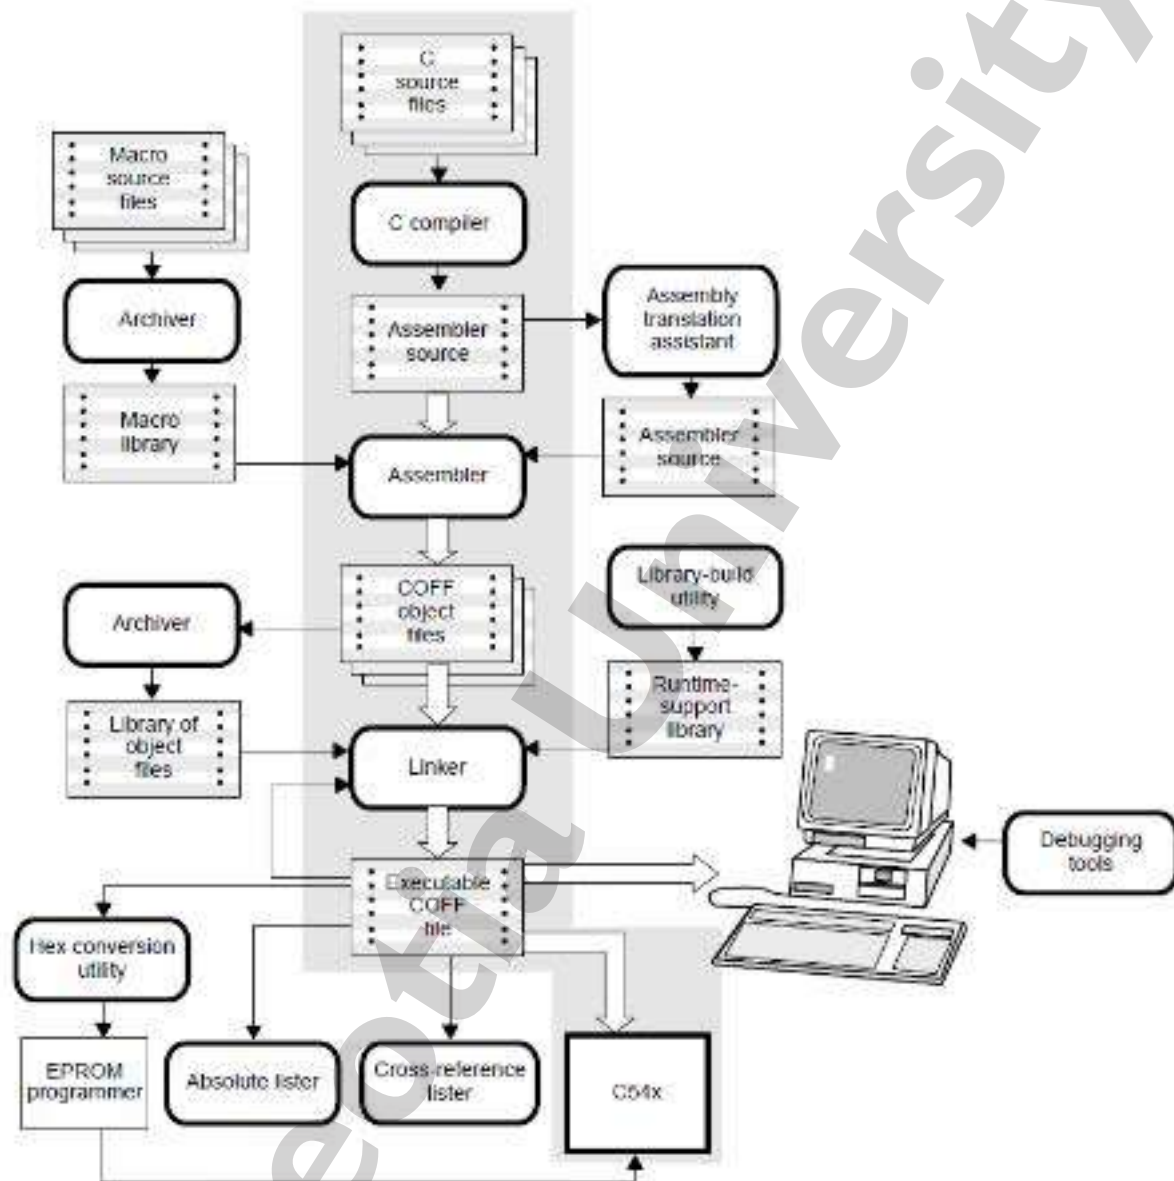 C
source
files
Macro
source
files
C compiler
Archiver
Assembler
source
Assembly
translation
assistant
Macro
library
Assembler
Assembler
source
COFF
object
files
Library-build
utility
Archiver
Runtime-
support
library
Library of
object
files
Linker
Debugging
tools
Executable
COFF
file
Hex conversion
utility
EPROM
programmer
Absolute lister
Cross-reference
lister
C54x
University